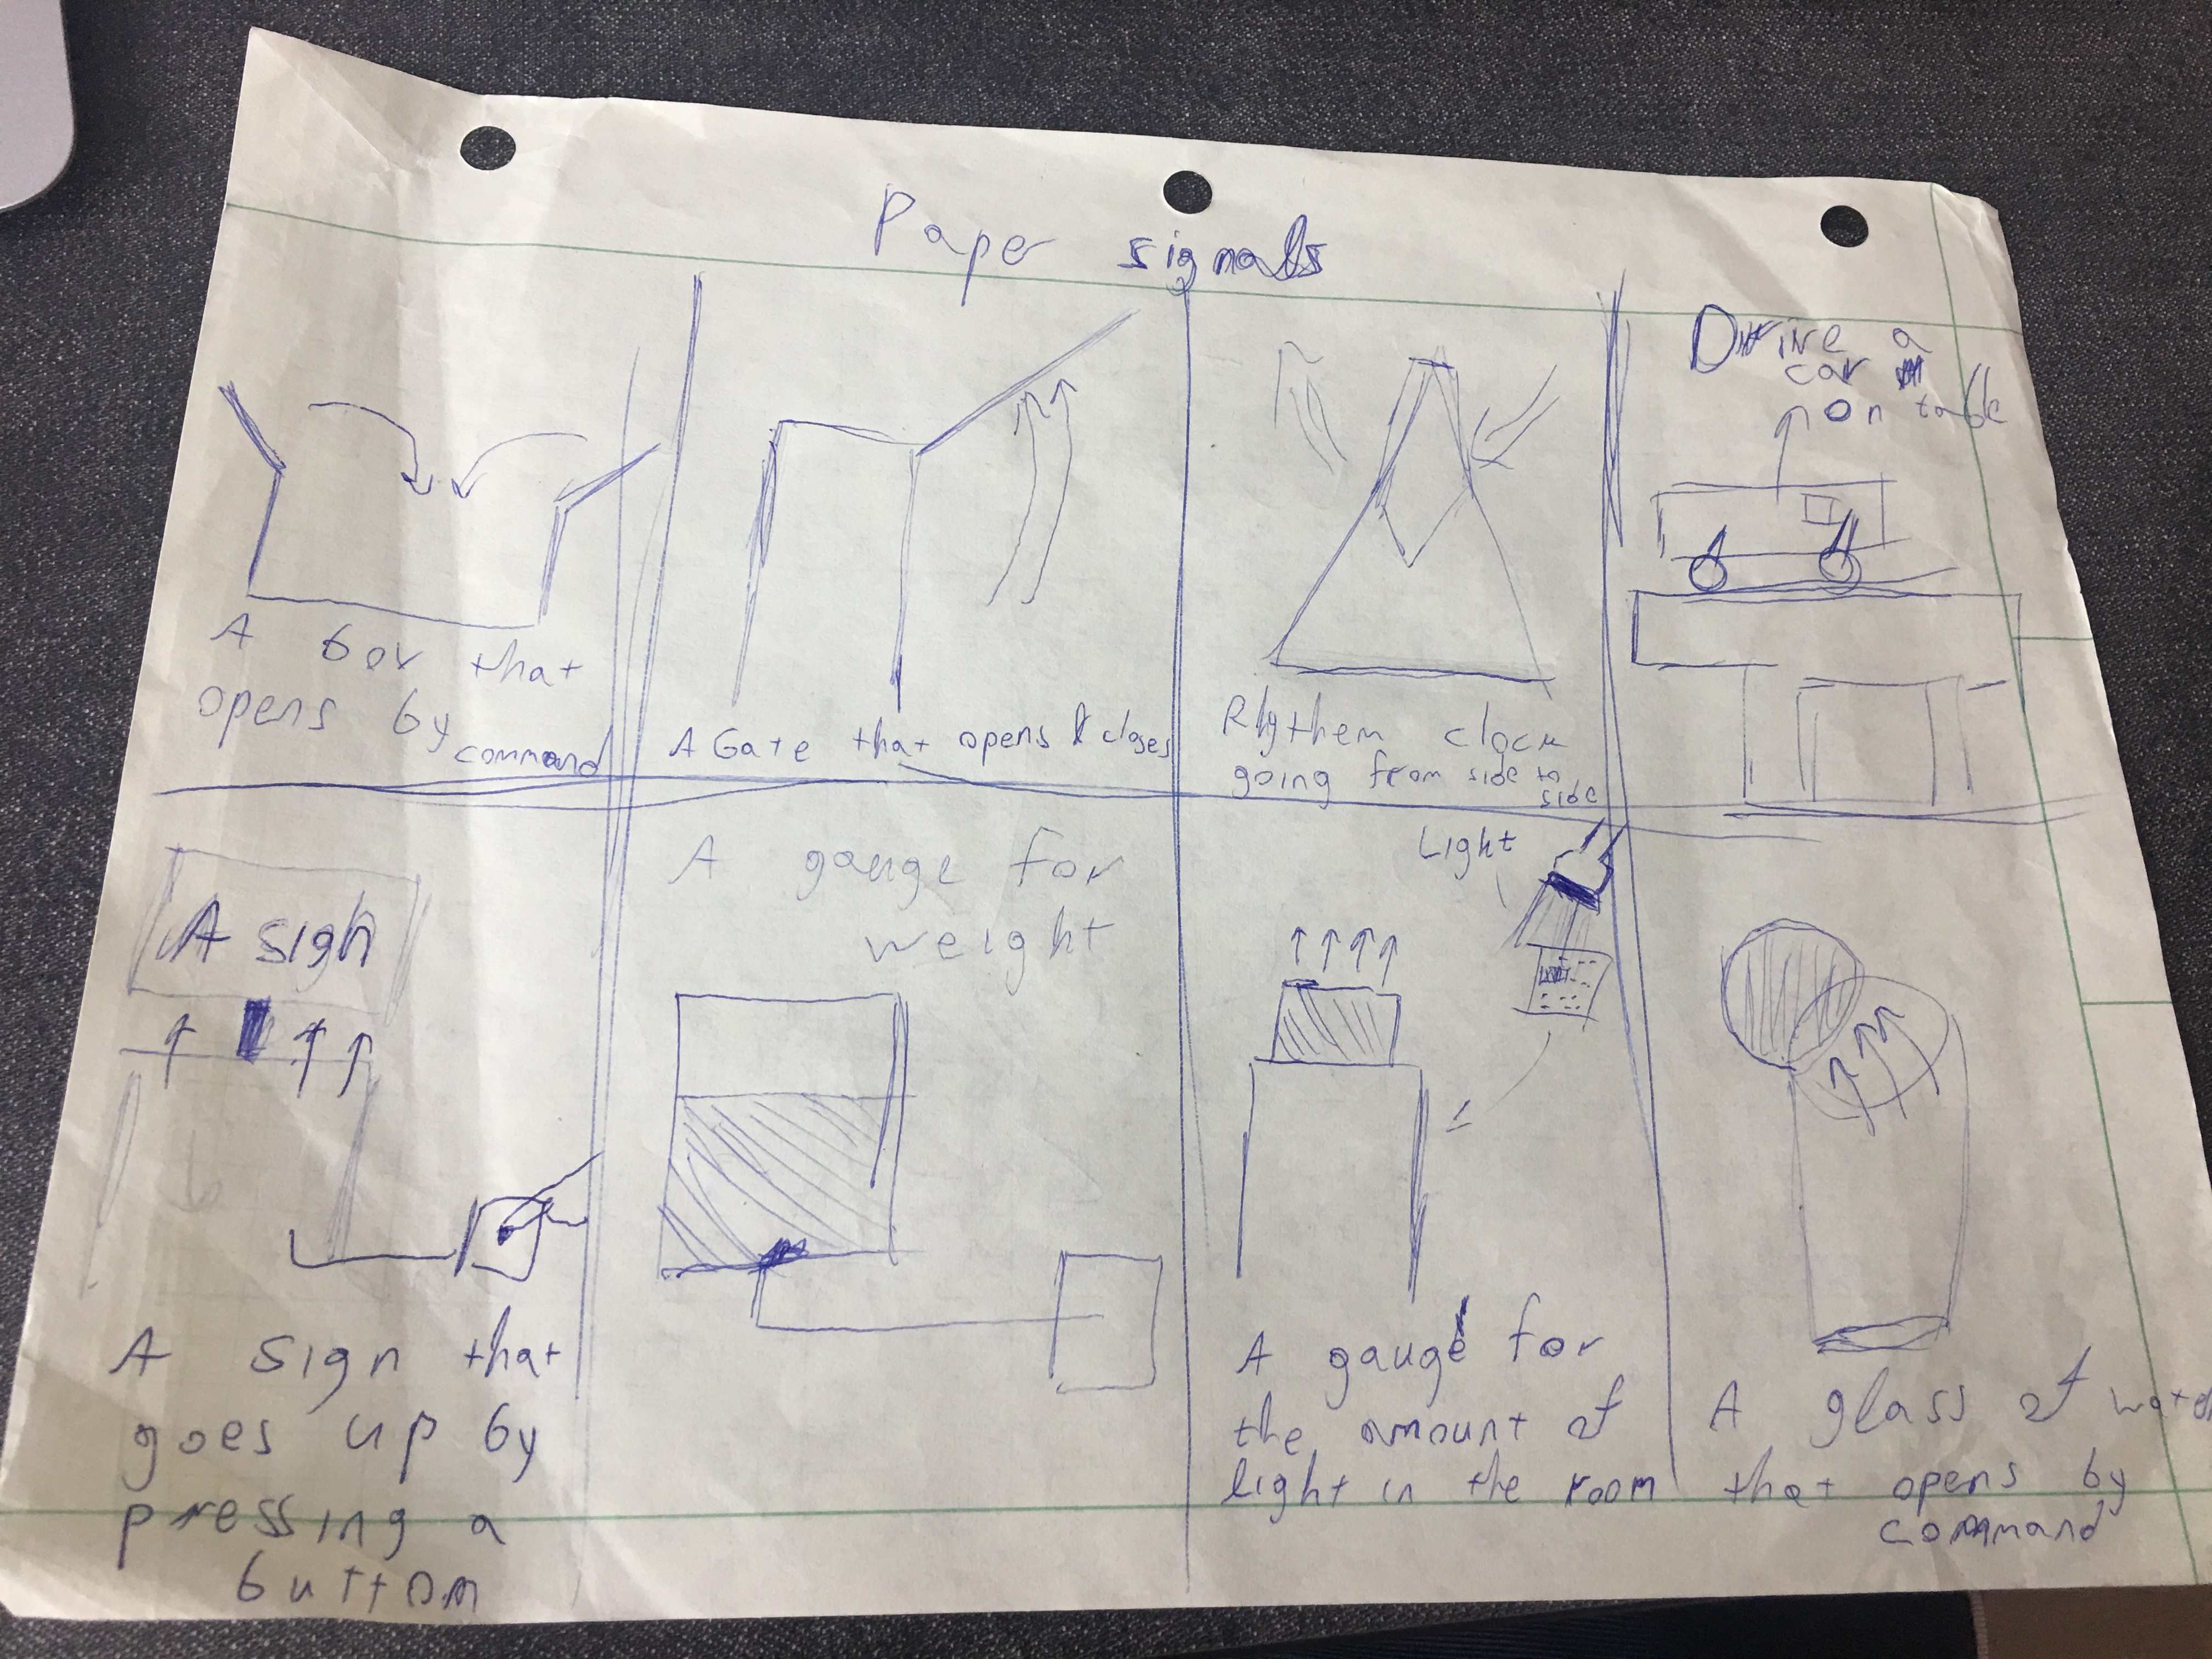 Paper signals
A box that
opens by
command
A Gate that opens & closes
Rhythem clock
going from side to
side
Drive a
car
on table
A sign
A sign that
goes up by
pressing a
button
A gauge for
weight
Light
A gauge for
the amount of
light in the room
A glass of water
that opens by
command